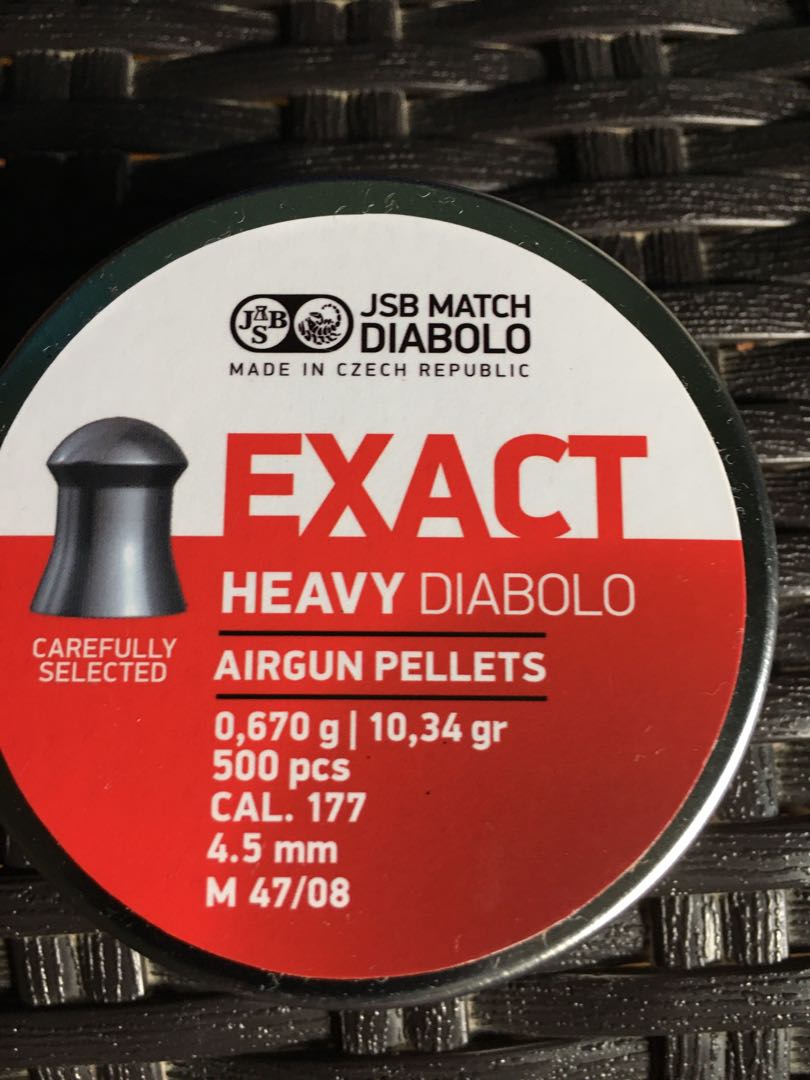 JSB
JSB MATCH
DIABOLO
MADE IN CZECH REPUBLIC
EXACT
HEAVY DIABOLO
CAREFULLY
SELECTED
AIRGUN PELLETS
0,670 g | 10,34 gr
500 pcs
CAL. 177
4.5 mm
M 47/08